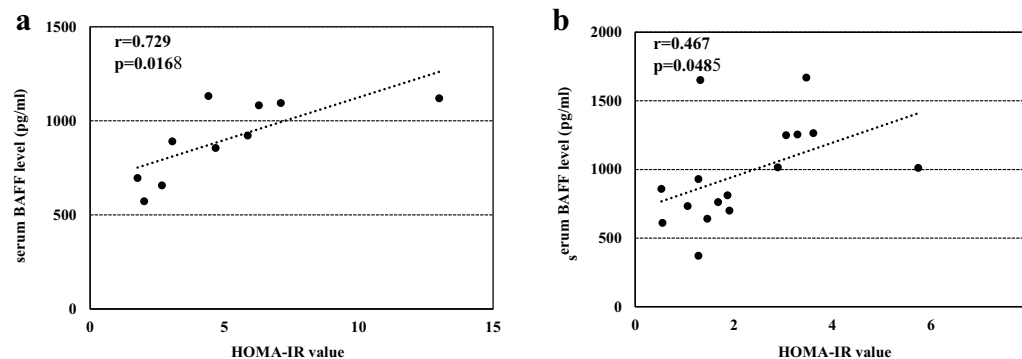 a
r=0.729
p=0.0168
1500
1000
500
0
0 5 10 15
serum BAFF level (pg/ml)
HOMA-IR value
b
r=0.467
p=0.0485
2000
1500
1000
500
0
0 2 4 6
serum BAFF level (pg/ml)
HOMA-IR value